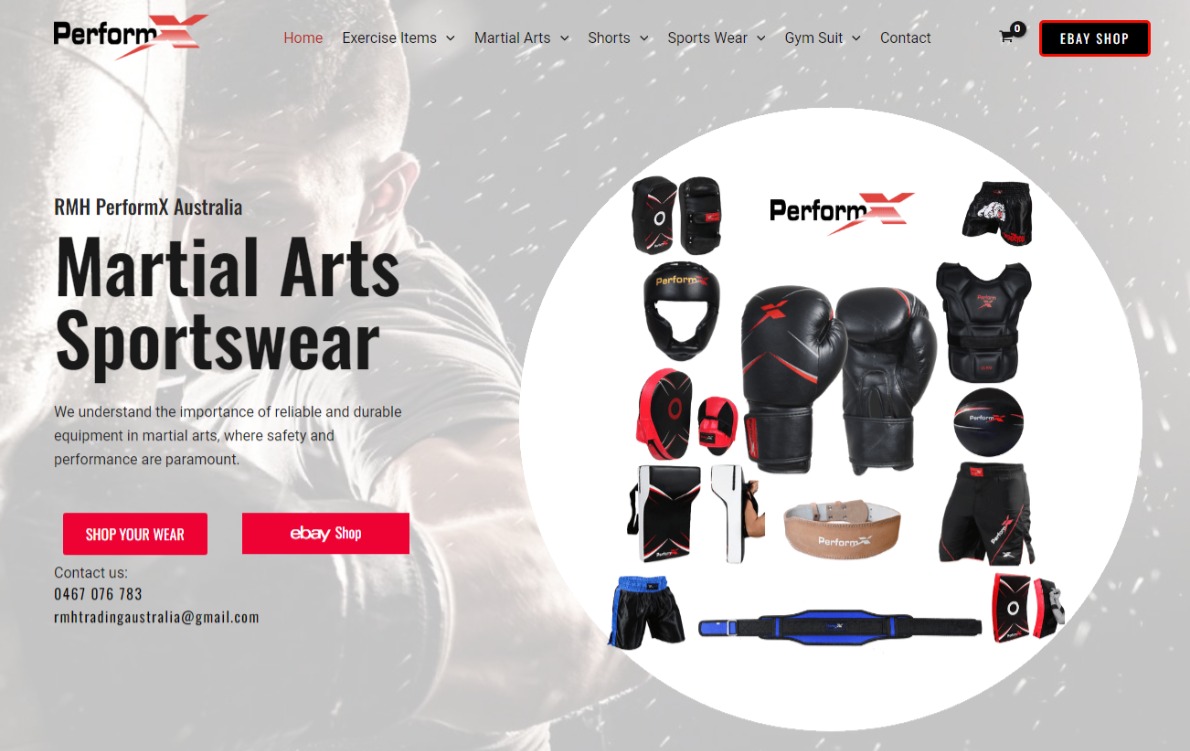 PerformX
Home
Exercise Items
Martial Arts
Shorts
Sports Wear
Gym Suit
Contact
0
EBAY SHOP
RMH PerformX Australia
Martial Arts
Sportswear
We understand the importance of reliable and durable
equipment in martial arts, where safety and
performance are paramount.
SHOP YOUR WEAR
ebay Shop
Contact us:
0467 076 783
rmhtradingaustralia@gmail.com
PerformX
PerformX
PerformX
PerformX